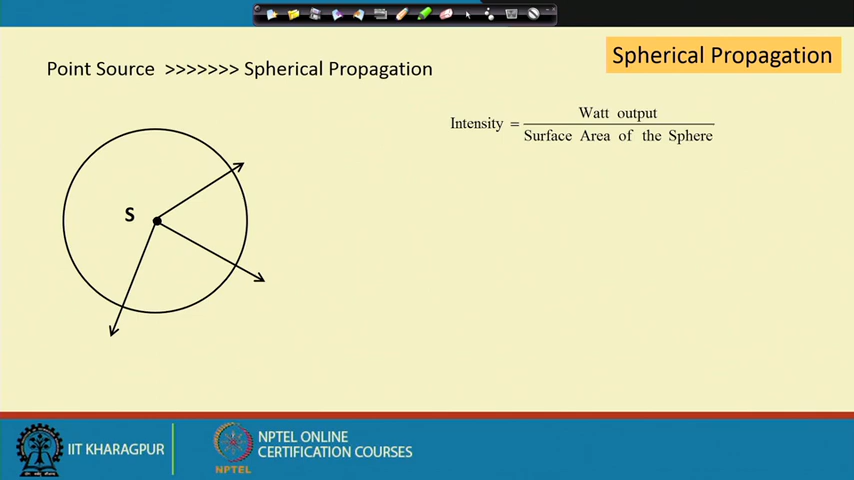 Spherical Propagation
Point Source >>>>>>> Spherical Propagation
Intensity = Watt output / Surface Area of the Sphere
S
IIT KHARAGPUR
NPTEL
NPTEL ONLINE
CERTIFICATION COURSES